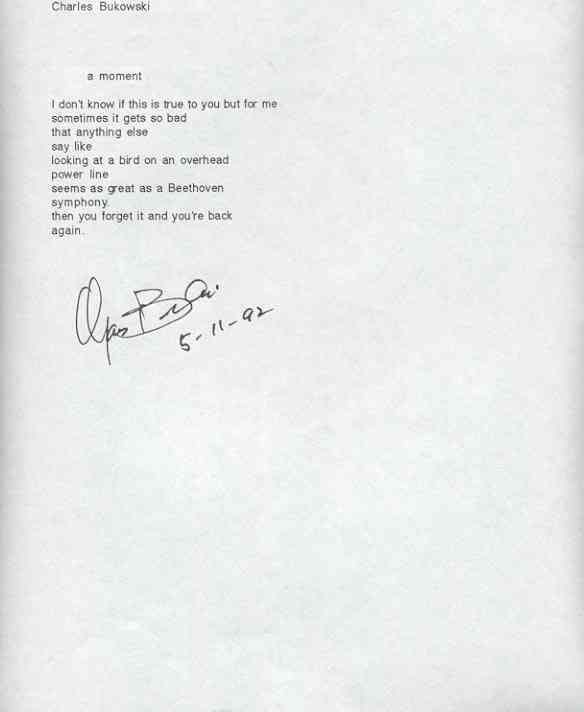 Charles Bukowski
a moment
I don't know if this is true to you but for me
sometimes it gets so bad
that anything else
say like
looking at a bird on an overhead
power line
seems as great as a Beethoven
symphony.
then you forget it and you're back
again.
5-11-92